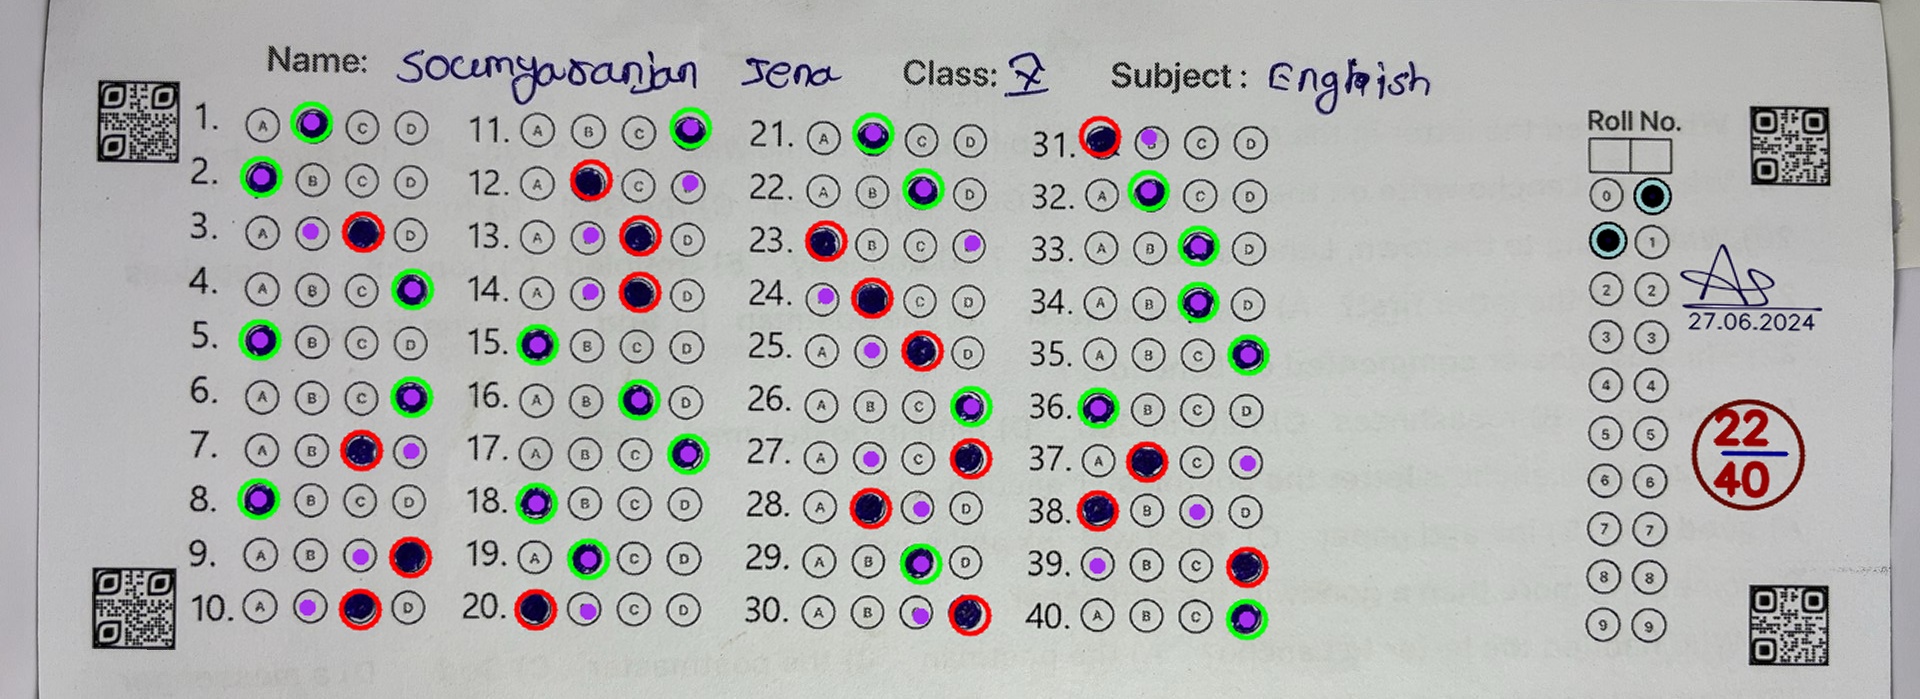 Name: Soumyaranjan Jena Class: X Subject: English
1. A C D 11. A B C 21. A C D 31. C D Roll No.
2. B C D 12. A C 22. A B D 32. A C D 0
3. A D 13. A D 23. B C 33. A B D 1
4. A B C 14. A D 24. C D 34. A B D 2 2
5. B C D 15. B C D 25. A D 35. A B C 3 3
6. A B C 16. A B D 26. A B C 36. B C D 4 4
7. A B 17. A B C 27. A C 37. A C 5 5
8. B C D 18. B C D 28. A D 38. B D 6 6
9. A B 19. A C D 29. A B D 39. B C 7 7
10. A D 20. C D 30. A B 40. A B C 8 8
9 9
As
27.06.2024
22
40